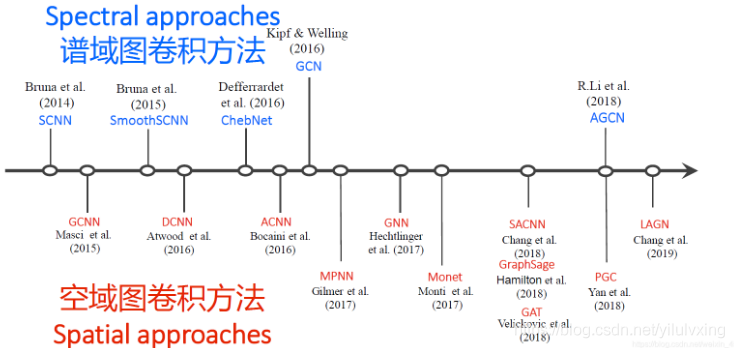 Spectral approaches
谱域图卷积方法
Kipf & Welling
(2016)
GCN
Bruna et al.
(2014)
SCNN
Bruna et al.
(2015)
SmoothSCNN
Defferrardet
et al. (2016)
ChebNet
R.Li et al.
(2018)
AGCN
GCNN
Masci et al.
(2015)
DCNN
Atwood et al.
(2016)
ACNN
Bocaini et al.
(2016)
MPNN
Gilmer et al.
(2017)
GNN
Hechtlinger
et al. (2017)
Monet
Monti et al.
(2017)
SACNN
Chang et al.
(2018)
GraphSage
Hamilton et al.
(2018)
GAT
Velickovic et al.
(2018)
PGC
Yan et al.
(2018)
LAGN
Chang et al.
(2019)
空域图卷积方法
Spatial approaches
https://blog.csdn.net/yilulvxing